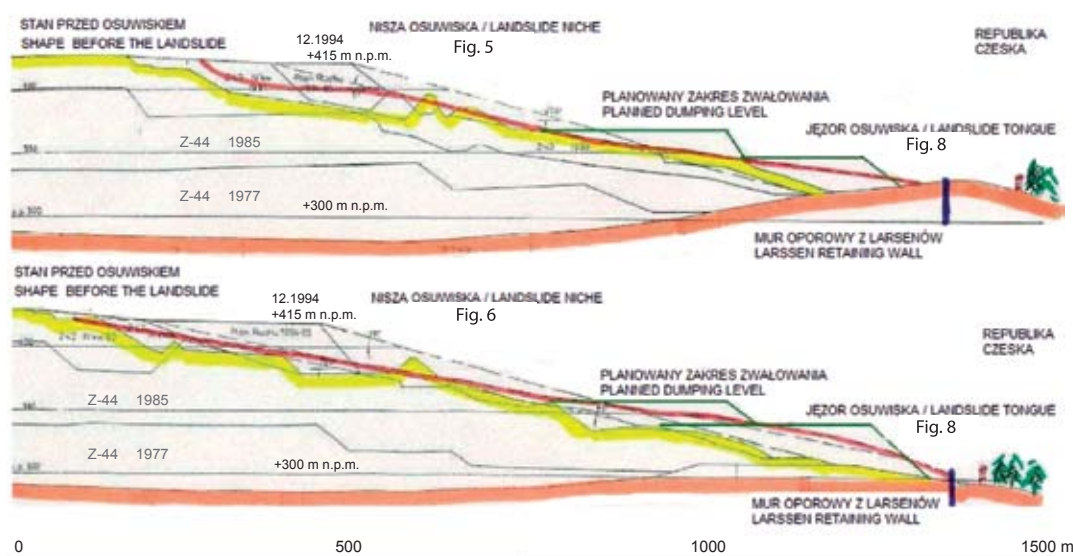 STAN PRZED OSUWISKIEM
SHAPE BEFORE THE LANDSLIDE
12.1994
+415 m n.p.m.
NISZA OSUWISKA / LANDSLIDE NICHE
Fig. 5
REPUBLIKA
CZESKA
PLANOWANY ZAKRES ZWAŁOWANIA
PLANNED DUMPING LEVEL
JĘZOR OSUWISKA / LANDSLIDE TONGUE
Fig. 8
Z-44 1985
Z-44 1977
+300 m n.p.m.
MUR OPOROWY Z LARSENÓW
LARSSEN RETAINING WALL
STAN PRZED OSUWISKIEM
SHAPE BEFORE THE LANDSLIDE
12.1994
+415 m n.p.m.
NISZA OSUWISKA / LANDSLIDE NICHE
Fig. 6
REPUBLIKA
CZESKA
PLANOWANY ZAKRES ZWAŁOWANIA
PLANNED DUMPING LEVEL
JĘZOR OSUWISKA / LANDSLIDE TONGUE
Fig. 8
Z-44 1985
Z-44 1977
+300 m n.p.m.
MUR OPOROWY Z LARSENÓW
LARSSEN RETAINING WALL
0 500 1000 1500 m